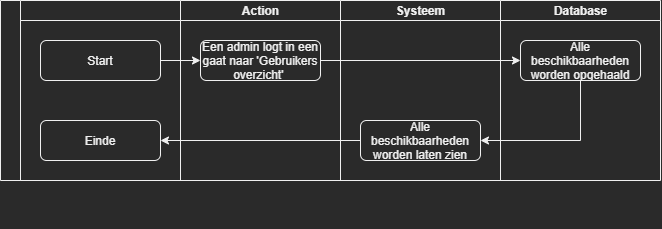 Action
Systeem
Database
Start
Een admin logt in een
gaat naar 'Gebruikers
overzicht'
Alle
beschikbaarheden
worden opgehaald
Einde
Alle
beschikbaarheden
worden laten zien